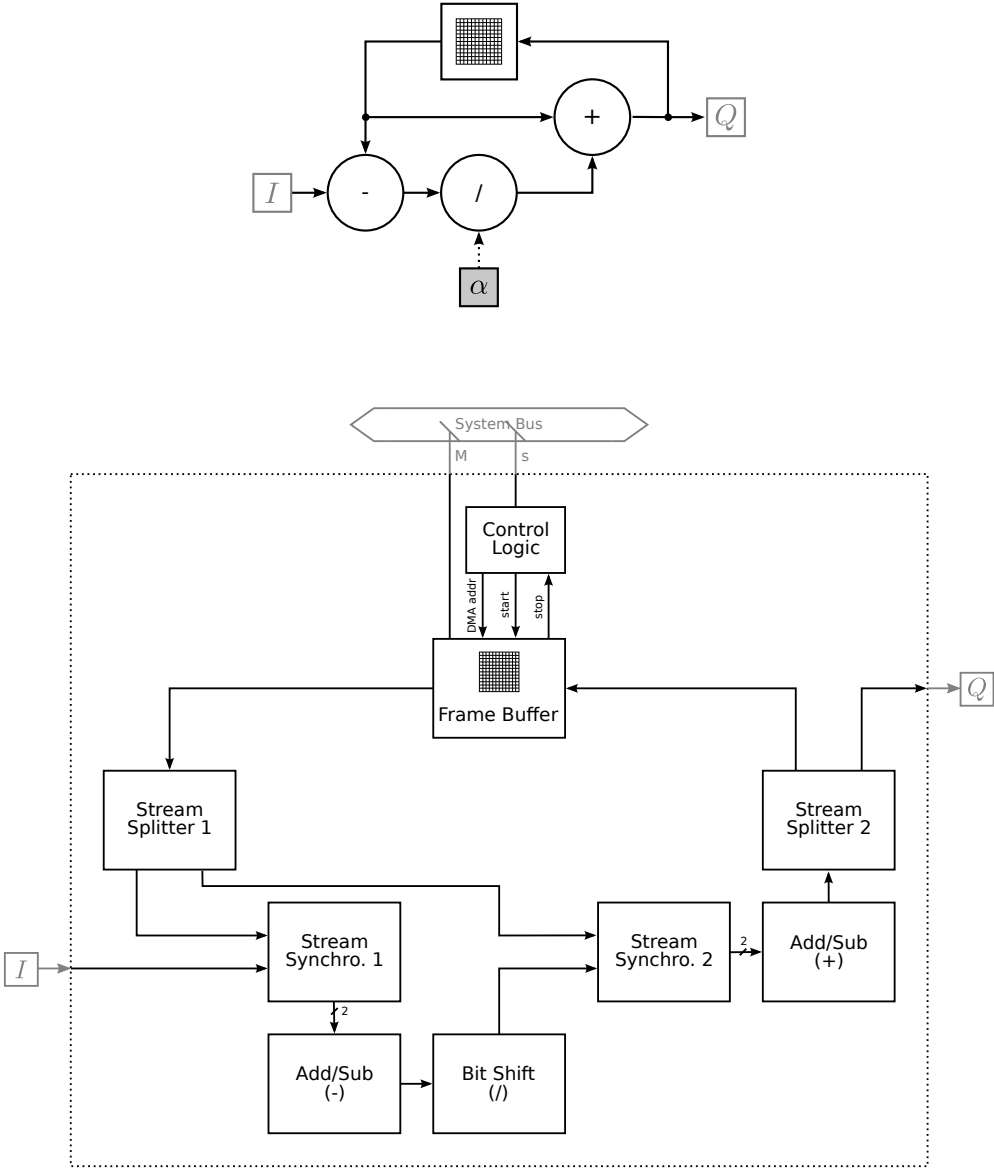 +
Q
I
-
/
α
System Bus
M
s
Control
Logic
DMA addr
start
stop
Frame Buffer
Q
Stream
Splitter 1
Stream
Splitter 2
Stream
Synchro. 1
Stream
Synchro. 2
2
Add/Sub
(+)
I
2
Add/Sub
(-)
Bit Shift
(/)